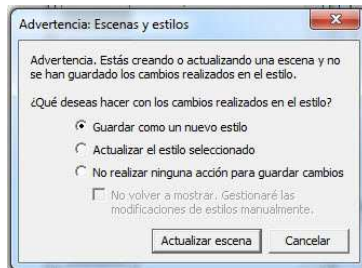 Advertencia: Escenas y estilos
Advertencia. Estás creando o actualizando una escena y no
se han guardado los cambios realizados en el estilo.
¿Qué deseas hacer con los cambios realizados en el estilo?
Guardar como un nuevo estilo
Actualizar el estilo seleccionado
No realizar ninguna acción para guardar cambios
No volver a mostrar. Gestionaré las
modificaciones de estilos manualmente.
Actualizar escena Cancelar